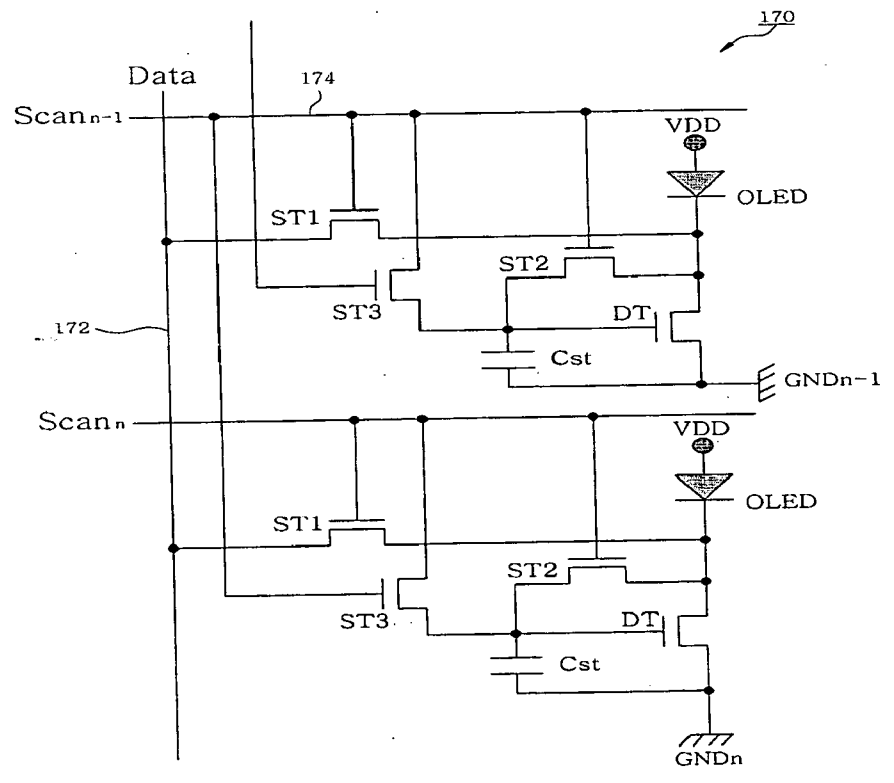 170
Data
174
Scann-1
VDD
OLED
ST1
ST2
ST3
DT
172
Cst
GNDn-1
Scann
VDD
OLED
ST1
ST2
ST3
DT
Cst
GNDn